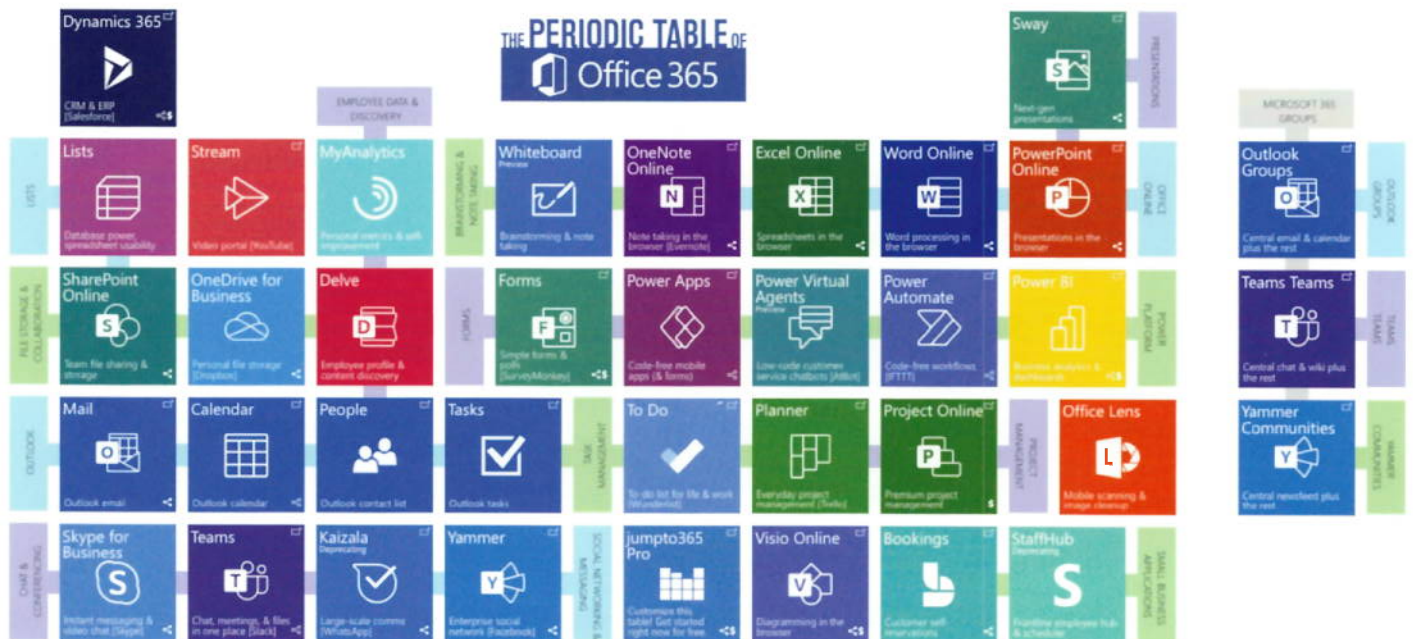 Dynamics 365
CRM & ERP
[Salesforce]
THE PERIODIC TABLE OF
Office 365
Sway
S
Next-gen
presentations
PRESENTATIONS
EMPLOYEE DATA &
DISCOVERY
MICROSOFT 365
GROUPS
LISTS
Lists
Database power,
spreadsheet usability
Stream
Video portal [YouTube]
MyAnalytics
Personal metrics & self-
improvement
BRAINSTORMING &
NOTE TAKING
Whiteboard
Preview
Brainstorming & note
taking
OneNote
Online
N
Note taking in the
browser [Evernote]
Excel Online
X
Spreadsheets in the
browser
Word Online
W
Word processing in
the browser
PowerPoint
Online
P
Presentations in the
browser
OFFICE
ONLINE
Outlook
Groups
O
Central email & calendar
plus the rest
OUTLOOK
GROUPS
FILE STORAGE &
COLLABORATION
SharePoint
Online
S
Team file sharing &
storage
OneDrive for
Business
Personal file storage
[Dropbox]
Delve
D
Employee profile &
content discovery
FORMS
Forms
F
Simple forms &
polls
[SurveyMonkey]
$
Power Apps
Code-free mobile
apps (& forms)
Power Virtual
Agents
Preview
Low-code customer
service chatbots
Power
Automate
Code-free workflows
[IFTTT]
Power BI
Business analytics &
dashboards
$
POWER
PLATFORM
Teams Teams
T
Central chat & wiki plus
the rest
TEAMS
TEAMS
OUTLOOK
Mail
O
Outlook email
Calendar
Outlook calendar
People
Outlook contact list
Tasks
Outlook tasks
TASK
MANAGEMENT
To Do
To-do list for life & work
[Wunderlist]
Planner
Everyday project
management [Trello]
Project Online
P
Premium project
management
$
PROJECT
MANAGEMENT
Office Lens
L
Mobile scanning &
image cleanup
Yammer
Communities
Y
Central newsfeed plus
the rest
YAMMER
COMMUNITIES
CHAT &
CONFERENCING
Skype for
Business
S
Instant messaging &
video chat [Skype]
Teams
T
Chat, meetings, & files
in one place [Slack]
Kaizala
Deprecating
Large-scale comms
[WhatsApp]
Yammer
Y
Enterprise social
network [Facebook]
SOCIAL NETWORKING &
MESSAGING
jumpto365
Pro
Customize this
table! Get started
right now for free
$
Visio Online
V
Diagramming in the
browser
$
Bookings
b
Customer self-
reservations
StaffHub
Deprecating
S
Frontline employee hub
& scheduler
SMALL BUSINESS
APPLICATIONS